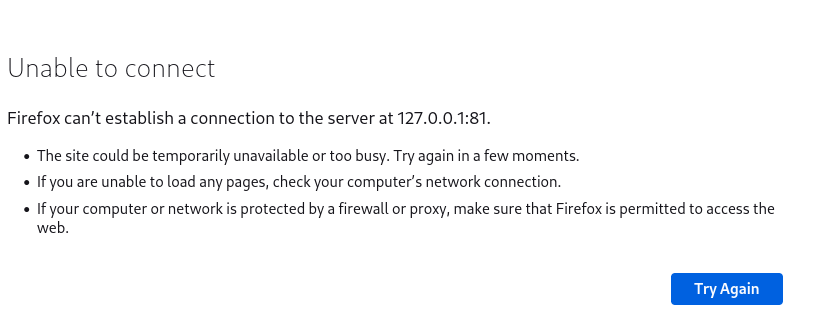 Unable to connect
Firefox can’t establish a connection to the server at 127.0.0.1:81.
• The site could be temporarily unavailable or too busy. Try again in a few moments.
• If you are unable to load any pages, check your computer’s network connection.
• If your computer or network is protected by a firewall or proxy, make sure that Firefox is permitted to access the
web.
Try Again